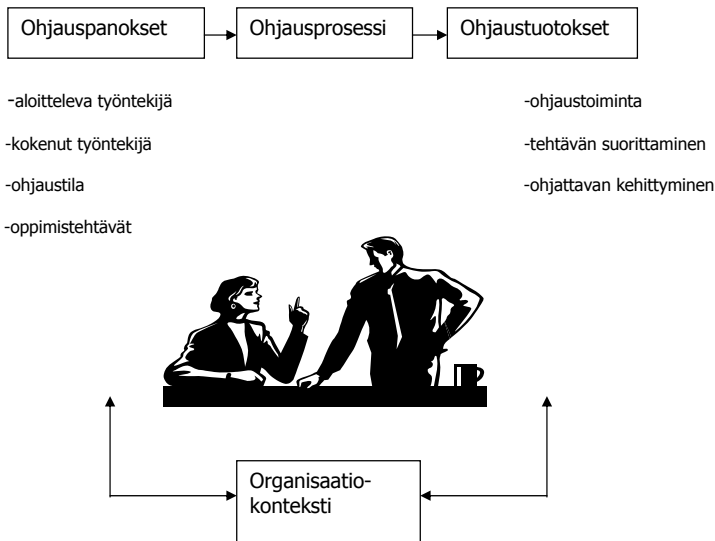 Ohjauspanokset
Ohjausprosessi
Ohjaustuotokset
-aloitteleva työntekijä
-kokenut työntekijä
-ohjaustila
-oppimistehtävät
-ohjaustoiminta
-tehtävän suorittaminen
-ohjattavan kehittyminen
Organisaatio-
konteksti